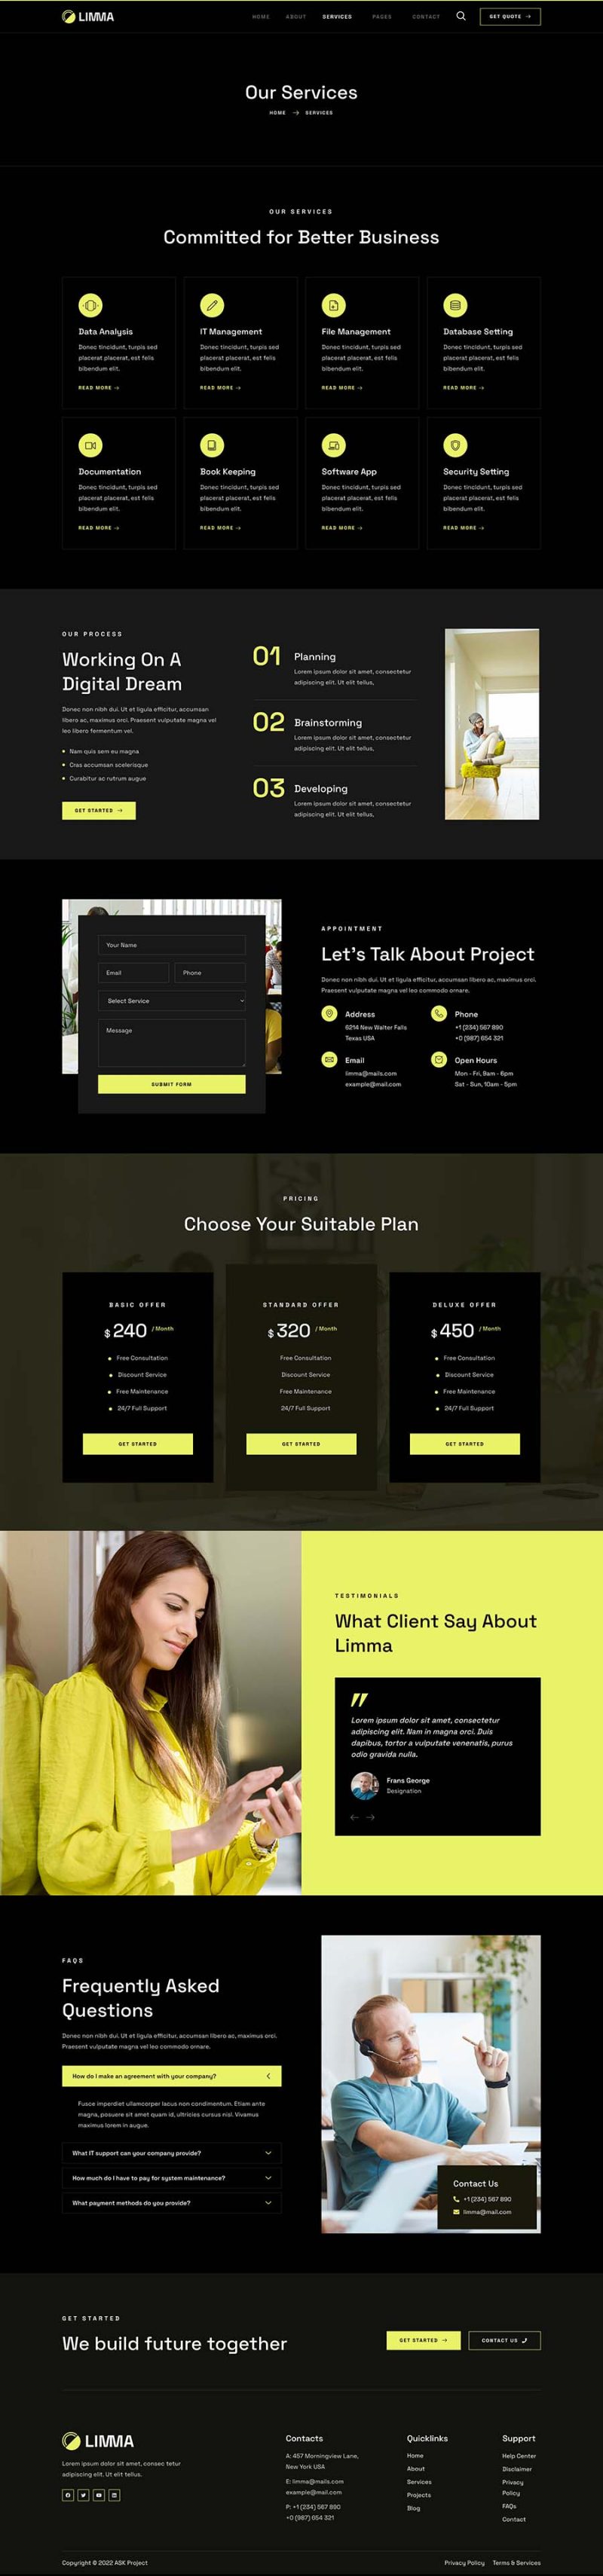 LIMMA
HOME ABOUT SERVICES PAGES CONTACT
GET QUOTE →
Our Services
HOME → SERVICES
OUR SERVICES
Committed for Better Business
Data Analysis
Donec tincidunt, turpis sed
placerat placerat, est felis
bibendum elit.
READ MORE →
IT Management
Donec tincidunt, turpis sed
placerat placerat, est felis
bibendum elit.
READ MORE →
File Management
Donec tincidunt, turpis sed
placerat placerat, est felis
bibendum elit.
READ MORE →
Database Setting
Donec tincidunt, turpis sed
placerat placerat, est felis
bibendum elit.
READ MORE →
Documentation
Donec tincidunt, turpis sed
placerat placerat, est felis
bibendum elit.
READ MORE →
Book Keeping
Donec tincidunt, turpis sed
placerat placerat, est felis
bibendum elit.
READ MORE →
Software App
Donec tincidunt, turpis sed
placerat placerat, est felis
bibendum elit.
READ MORE →
Security Setting
Donec tincidunt, turpis sed
placerat placerat, est felis
bibendum elit.
READ MORE →
OUR PROCESS
Working On A
Digital Dream
Donec non nibh dui. Ut et ligula efficitur, accumsan
libero ac, maximus orci. Praesent vulputate magna vel
leo libero fermentum vel.
Nam quis sem eu magna
Cras accumsan scelerisque
Curabitur ac rutrum augue
GET STARTED →
01
Planning
Lorem ipsum dolor sit amet, consectetur
adipiscing elit. Ut elit tellus,
02
Brainstorming
Lorem ipsum dolor sit amet, consectetur
adipiscing elit. Ut elit tellus,
03
Developing
Lorem ipsum dolor sit amet, consectetur
adipiscing elit. Ut elit tellus,
Your Name
Email
Phone
Select Service
Message
SUBMIT FORM
APPOINTMENT
Let's Talk About Project
Donec non nibh dui. Ut et ligula efficitur, accumsan libero ac, maximus orci.
Praesent vulputate magna vel leo commodo ornare.
Address
6214 New Walter Falls
Texas USA
Phone
+1 (234) 567 890
+0 (987) 654 321
Email
limma@mails.com
example@mail.com
Open Hours
Mon - Fri, 9am - 6pm
Sat - Sun, 10am - 5pm
PRICING
Choose Your Suitable Plan
BASIC OFFER
$ 240 / Month
Free Consultation
Discount Service
Free Maintenance
24/7 Full Support
GET STARTED
STANDARD OFFER
$ 320 / Month
Free Consultation
Discount Service
Free Maintenance
24/7 Full Support
GET STARTED
DELUXE OFFER
$ 450 / Month
Free Consultation
Discount Service
Free Maintenance
24/7 Full Support
GET STARTED
TESTIMONIALS
What Client Say About
Limma
Lorem ipsum dolor sit amet, consectetur
adipiscing elit. Nam in magna orci. Duis
dapibus, tortor a vulputate venenatis, purus
odio gravida nulla.
Frans George
Designation
← →
FAQS
Frequently Asked
Questions
Donec non nibh dui. Ut et ligula efficitur, accumsan libero ac, maximus orci.
Praesent vulputate magna vel leo commodo ornare.
How do I make an agreement with your company?
Fusce imperdiet ullamcorper lacus non condimentum. Etiam ante
magna, posuere sit amet quam id, ultricies cursus nisl. Vivamus
maximus lorem in augue.
What IT support can your company provide?
How much do I have to pay for system maintenance?
What payment methods do you provide?
Contact Us
+1 (234) 567 890
limma@mail.com
GET STARTED
We build future together
GET STARTED →
CONTACT US
LIMMA
Lorem ipsum dolor sit amet, consec tetur
adipiscing elit. Ut elit tellus.
Contacts
A: 457 Morningview Lane,
New York USA
E: limma@mails.com
example@mail.com
P: +1 (234) 567 890
+0 (987) 654 321
Quicklinks
Home
About
Services
Projects
Blog
Support
Help Center
Disclaimer
Privacy
Policy
FAQs
Contact
Copyright © 2022 ASK Project
Privacy Policy Terms & Services